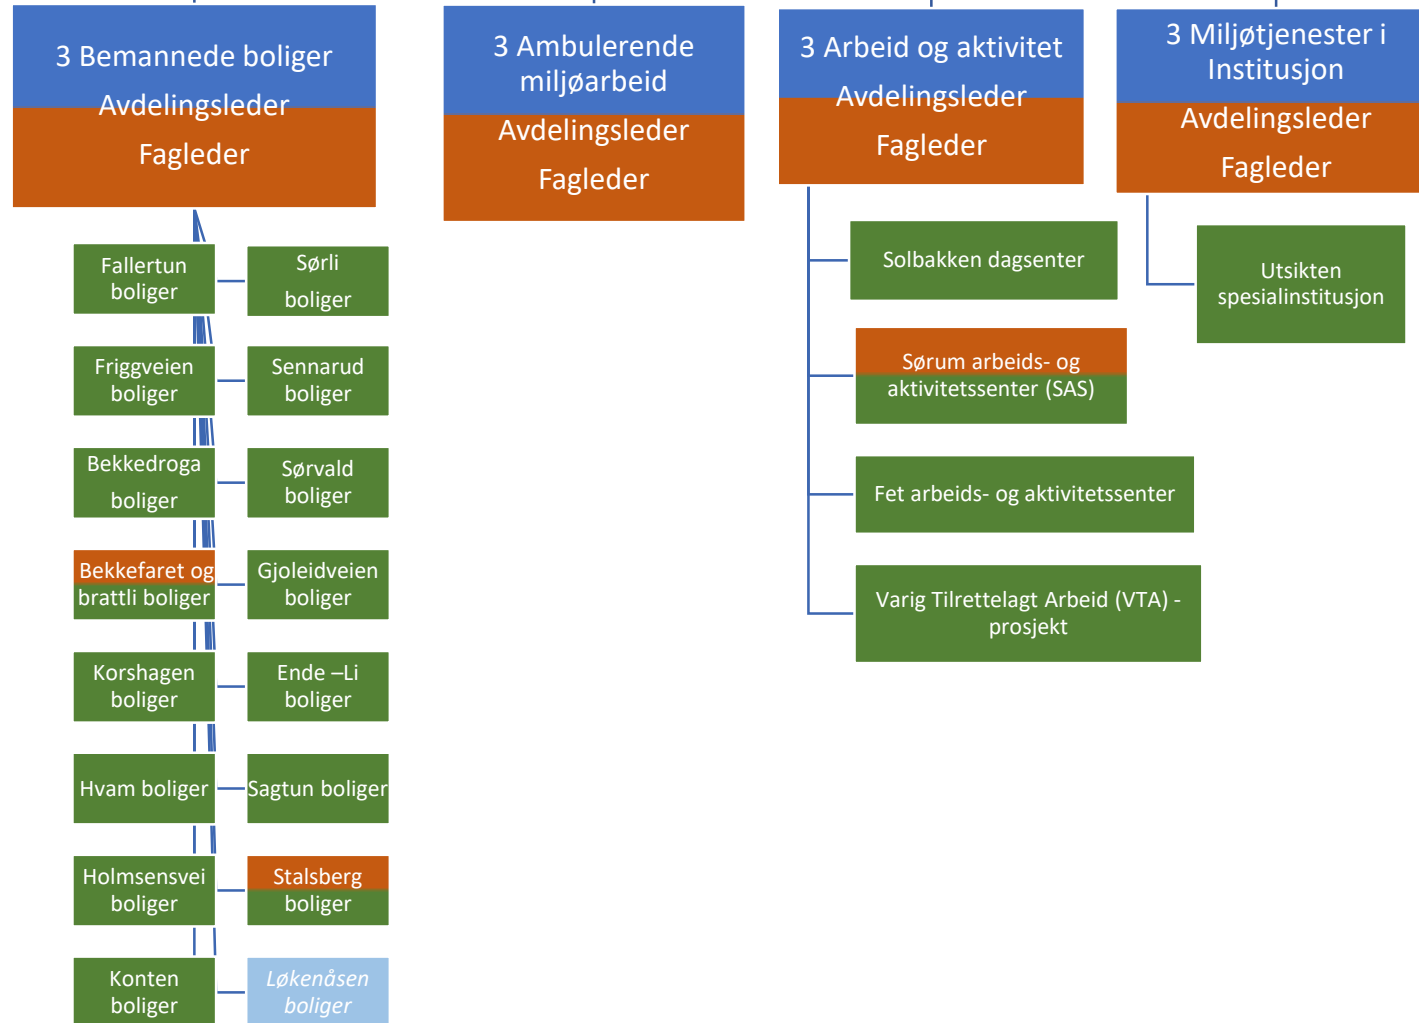 3 Bemannede boliger
Avdelingsleder
Fagleder
3 Ambulerende
miljøarbeid
Avdelingsleder
Fagleder
3 Arbeid og aktivitet
Avdelingsleder
Fagleder
3 Miljøtjenester i
Institusjon
Avdelingsleder
Fagleder
Fallertun
boliger
Sørli
boliger
Friggveien
boliger
Sennarud
boliger
Bekkedroga
boliger
Sørvald
boliger
Bekkefaret og
brattli boliger
Gjoleidveien
boliger
Korshagen
boliger
Ende –Li
boliger
Hvam boliger
Sagtun boliger
Holmsensvei
boliger
Stalsberg
boliger
Konten
boliger
Løkenåsen
boliger
Solbakken dagsenter
Sørum arbeids- og
aktivitetssenter (SAS)
Fet arbeids- og aktivitetssenter
Varig Tilrettelagt Arbeid (VTA) -
prosjekt
Utsikten
spesialinstitusjon